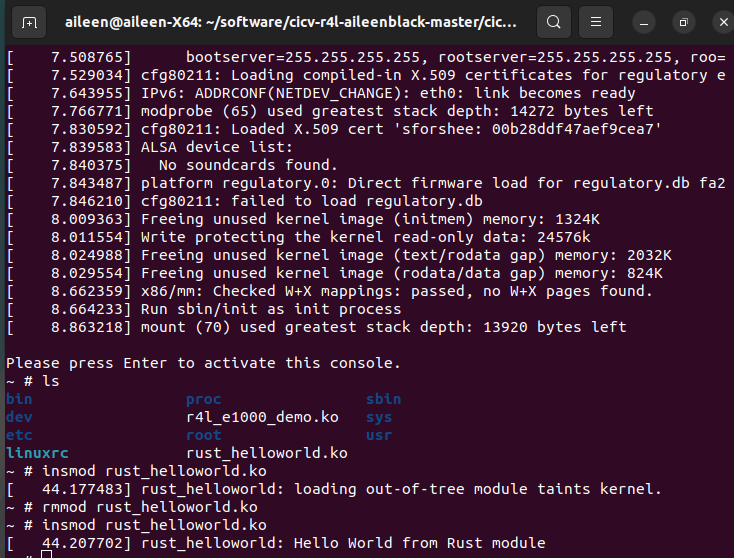 aileen@aileen-X64: ~/software/cicv-r4l-aileenblack-master/cic...
[    7.508765]      bootserver=255.255.255.255, rootserver=255.255.255.255, roo=
[    7.529034] cfg80211: Loading compiled-in X.509 certificates for regulatory e
[    7.643955] IPv6: ADDRCONF(NETDEV_CHANGE): eth0: link becomes ready
[    7.766771] modprobe (65) used greatest stack depth: 14272 bytes left
[    7.830592] cfg80211: Loaded X.509 cert 'sforshee: 00b28ddf47aef9cea7'
[    7.839583] ALSA device list:
[    7.840375]   No soundcards found.
[    7.843487] platform regulatory.0: Direct firmware load for regulatory.db fa2
[    7.846210] cfg80211: failed to load regulatory.db
[    8.009363] Freeing unused kernel image (initmem) memory: 1324K
[    8.011554] Write protecting the kernel read-only data: 24576k
[    8.024988] Freeing unused kernel image (text/rodata gap) memory: 2032K
[    8.029554] Freeing unused kernel image (rodata/data gap) memory: 824K
[    8.662359] x86/mm: Checked W+X mappings: passed, no W+X pages found.
[    8.664233] Run sbin/init as init process
[    8.863218] mount (70) used greatest stack depth: 13920 bytes left
Please press Enter to activate this console.
~ # ls
bin                 proc                sbin
dev                 r4l_e1000_demo.ko   sys
etc                 root                usr
linuxrc             rust_helloworld.ko
~ # insmod rust_helloworld.ko
[   44.177483] rust_helloworld: loading out-of-tree module taints kernel.
~ # rmmod rust_helloworld.ko
~ # insmod rust_helloworld.ko
[   44.207702] rust_helloworld: Hello World from Rust module